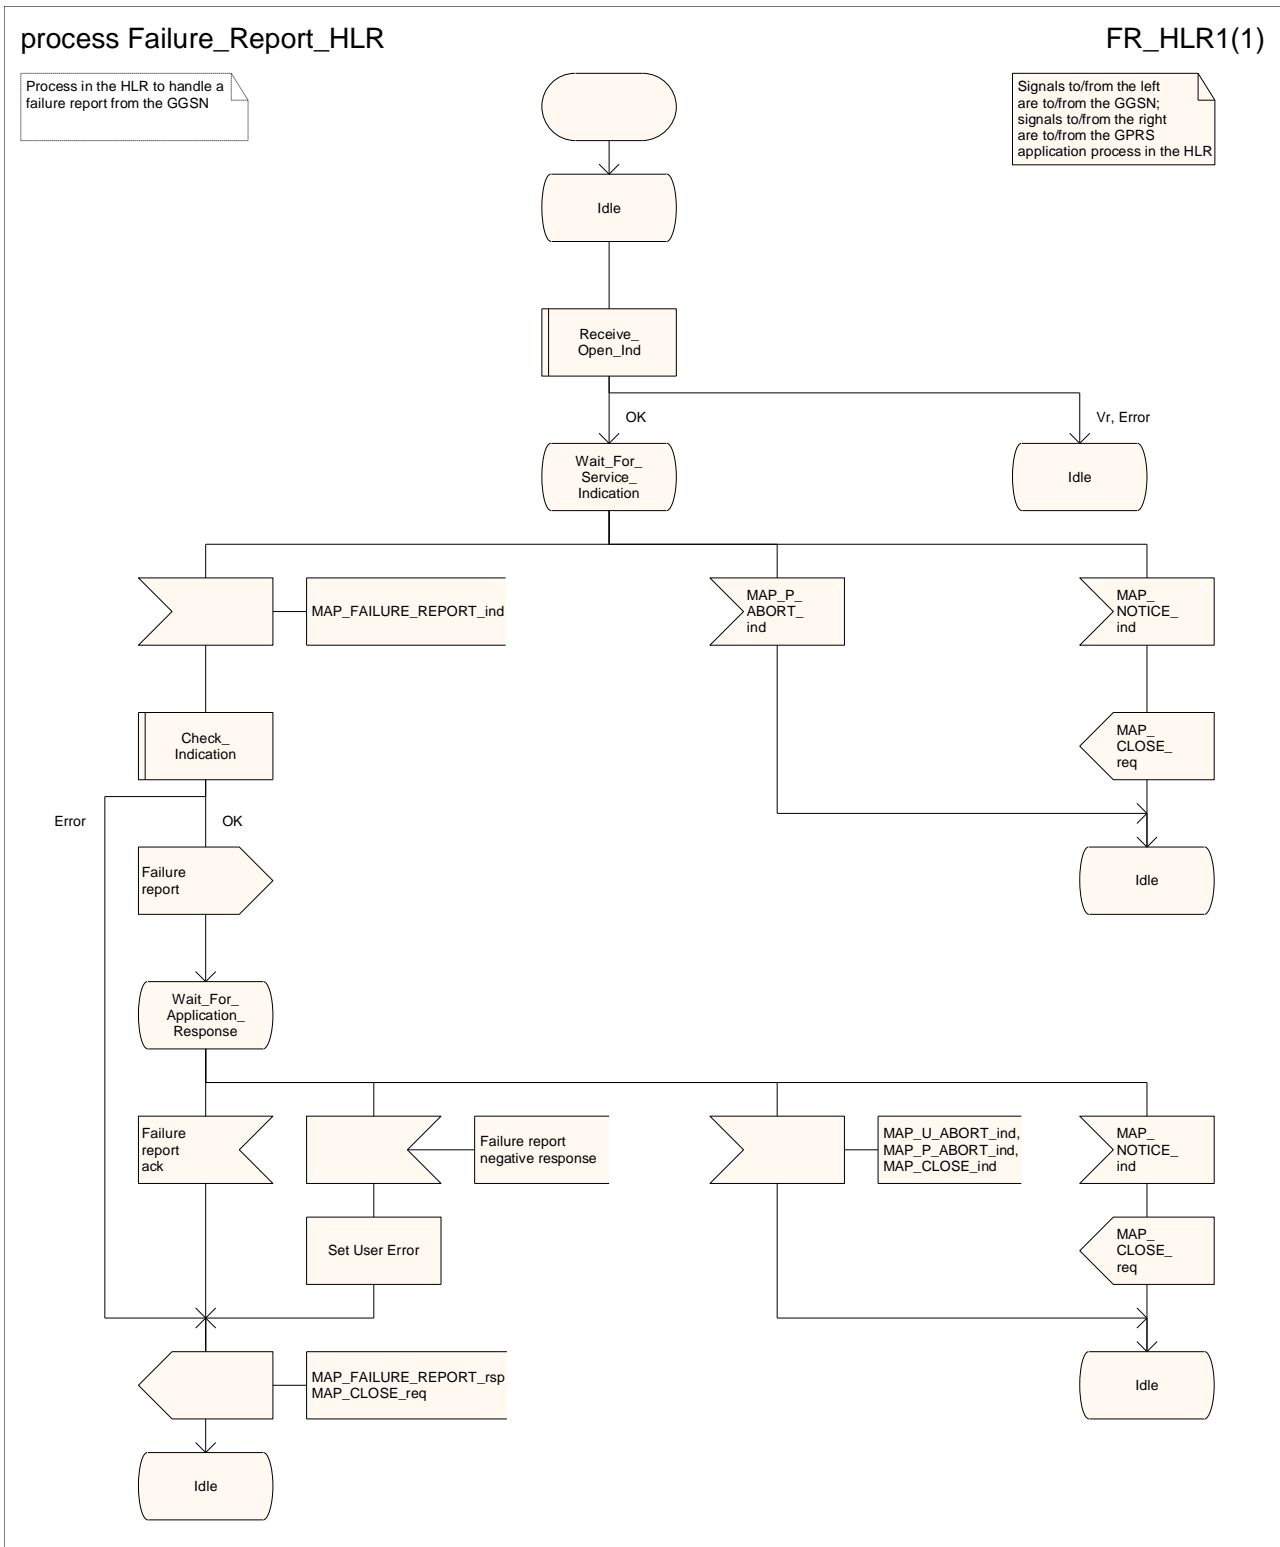 process Failure_Report_HLR
FR_HLR1(1)
Process in the HLR to handle a
failure report from the GGSN
Signals to/from the left
are to/from the GGSN;
signals to/from the right
are to/from the GPRS
application process in the HLR
Idle
Receive_
Open_Ind
OK
Vr, Error
Wait_For_
Service_
Indication
Idle
MAP_FAILURE_REPORT_ind
MAP_P_
ABORT_
ind
MAP_
NOTICE_
ind
Check_
Indication
MAP_
CLOSE_
req
Error
OK
Failure
report
Idle
Wait_For_
Application_
Response
Failure
report
ack
Failure report
negative response
MAP_U_ABORT_ind,
MAP_P_ABORT_ind,
MAP_CLOSE_ind
MAP_
NOTICE_
ind
Set User Error
MAP_
CLOSE_
req
MAP_FAILURE_REPORT_rsp
MAP_CLOSE_req
Idle
Idle